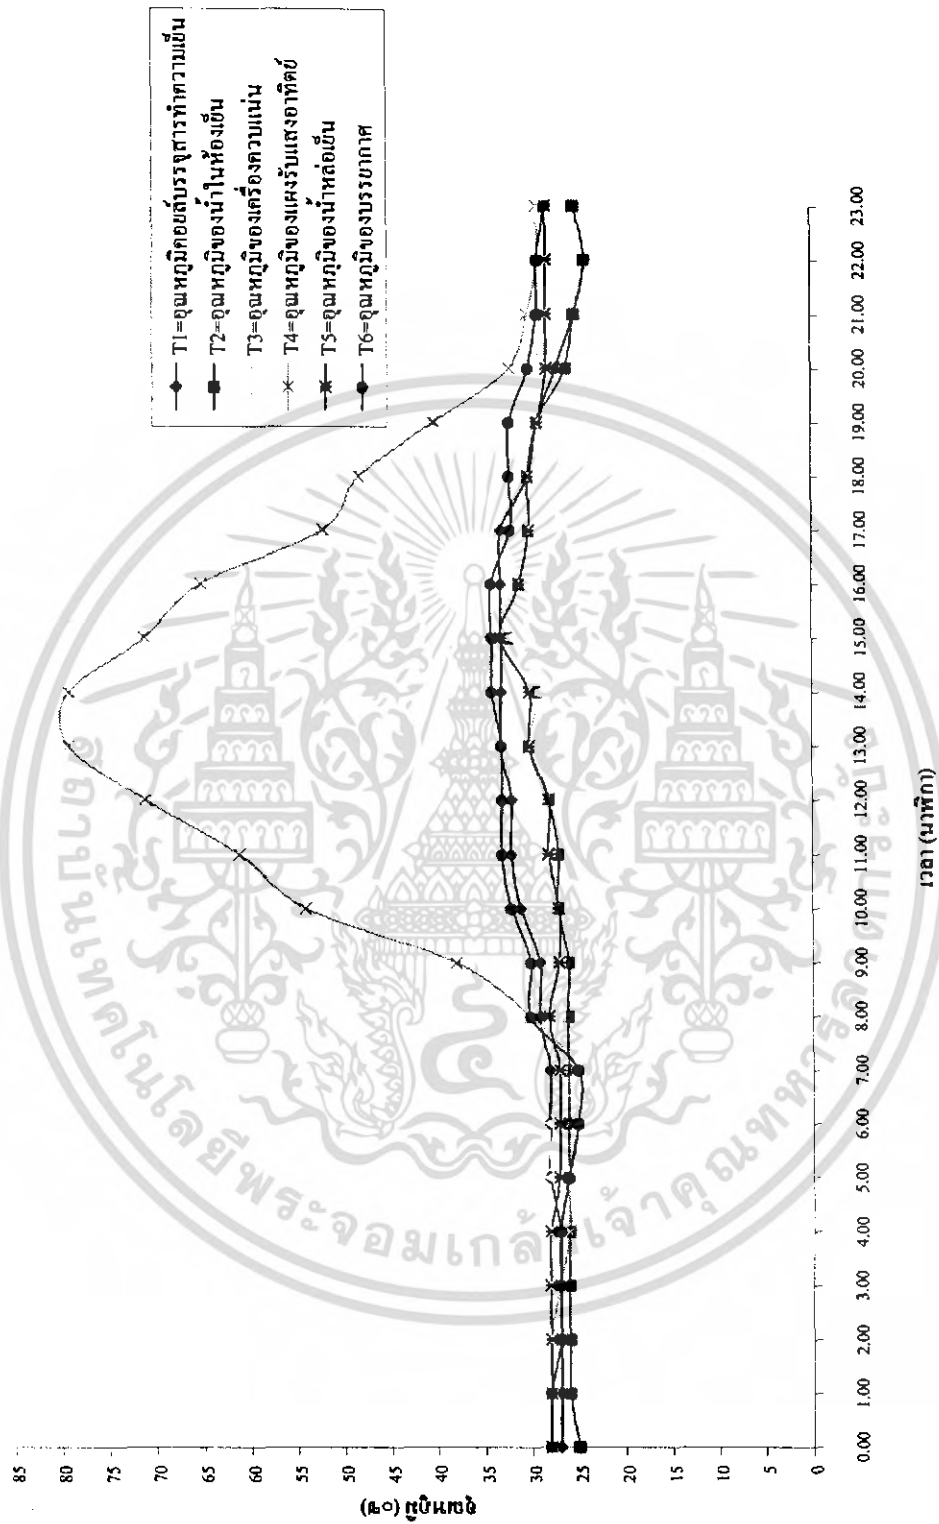 T1=อุณหภูมิคอยล์บรรจุสารทำความเย็น
T2=อุณหภูมิของน้ำในห้องเย็น
T3=อุณหภูมิของเครื่องควบแน่น
T4=อุณหภูมิของแผงรับแสงอาทิตย์
T5=อุณหภูมิของน้ำหล่อเย็น
T6=อุณหภูมิของบรรยากาศ
85
80
75
70
65
60
55
50
45
40
35
30
25
20
15
10
5
0
อุณหภูมิ (oซ)
0.00 1.00 2.00 3.00 4.00 5.00 6.00 7.00 8.00 9.00 10.00 11.00 12.00 13.00 14.00 15.00 16.00 17.00 18.00 19.00 20.00 21.00 22.00 23.00
เวลา (นาฬิกา)
สถาบันเทคโนโลยีพระจอมเกล้าเจ้าคุณทหารลาดกระบัง